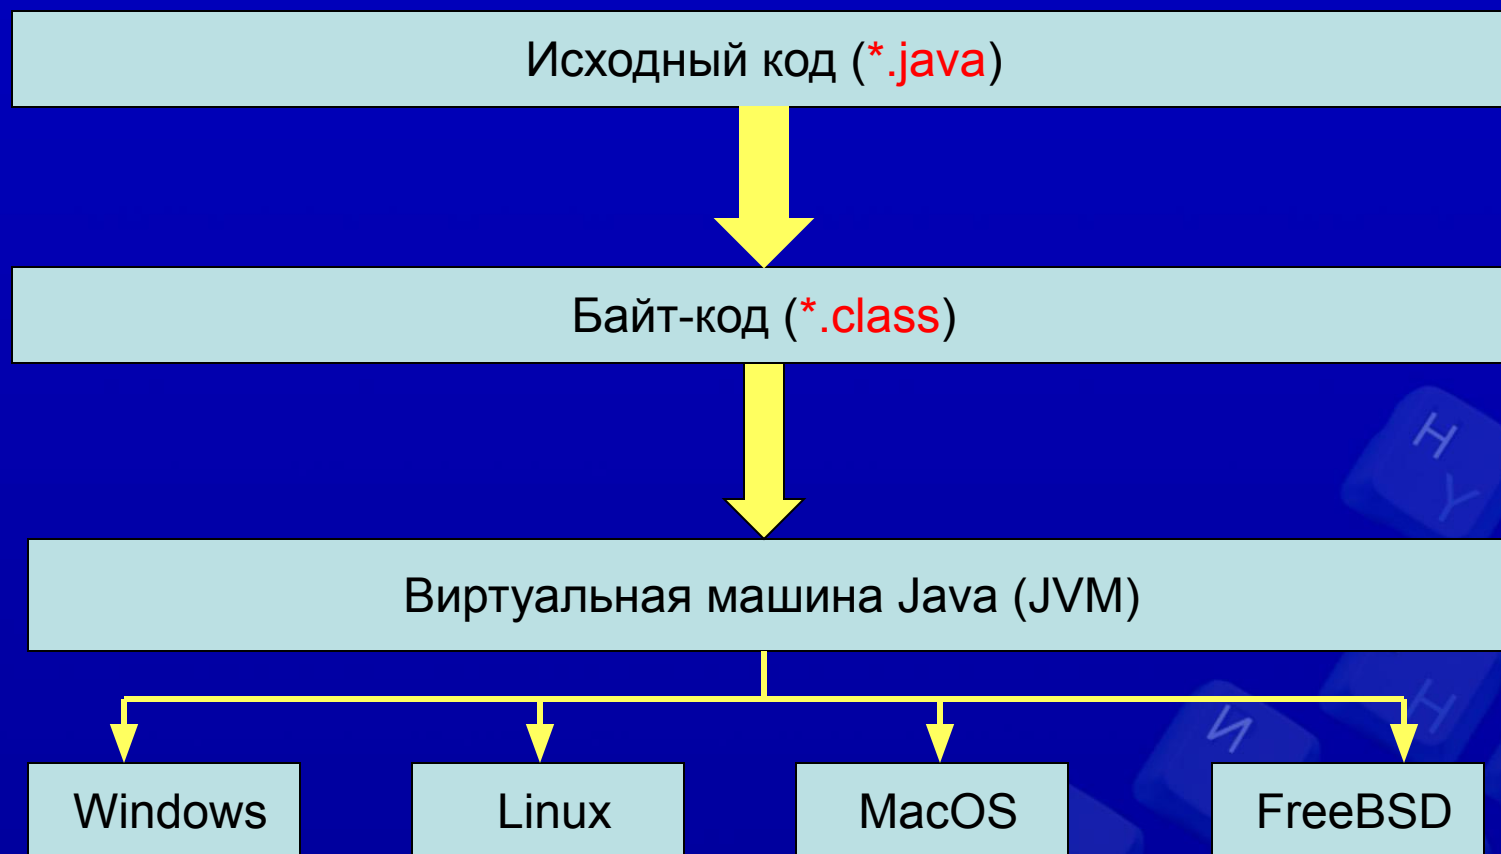 Исходный код (*.java)
Байт-код (*.class)
Виртуальная машина Java (JVM)
Windows
Linux
MacOS
FreeBSD
Н
Y
Н
И